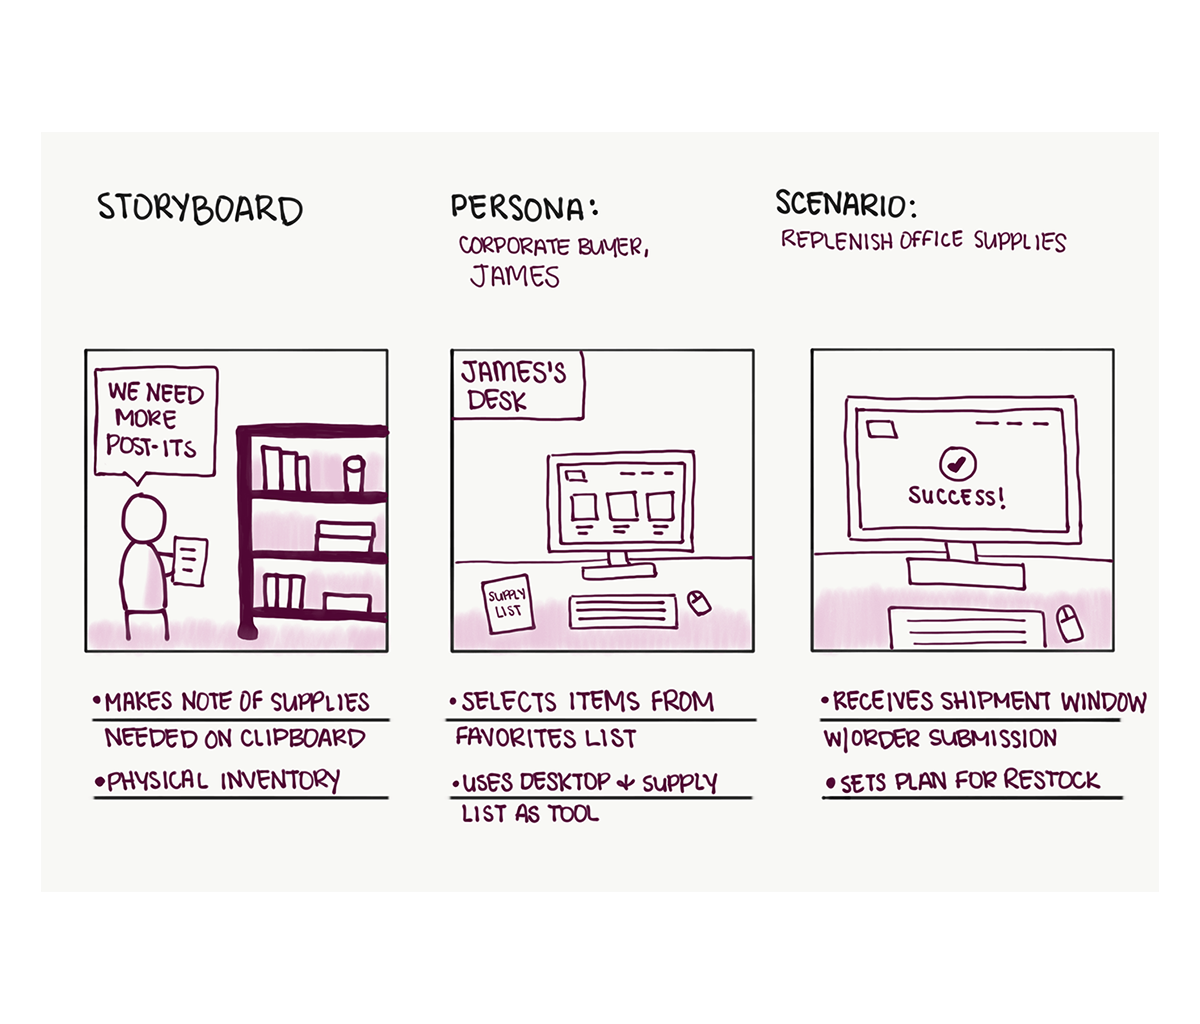 STORYBOARD
PERSONA:
CORPORATE BUYER,
JAMES
SCENARIO:
REPLENISH OFFICE SUPPLIES
WE NEED
MORE
POST-ITS
JAMES'S
DESK
SUPPLY
LIST
SUCCESS!
•MAKES NOTE OF SUPPLIES
NEEDED ON CLIPBOARD
•PHYSICAL INVENTORY
•SELECTS ITEMS FROM
FAVORITES LIST
•USES DESKTOP + SUPPLY
LIST AS TOOL
•RECEIVES SHIPMENT WINDOW
W/ORDER SUBMISSION
•SETS PLAN FOR RESTOCK